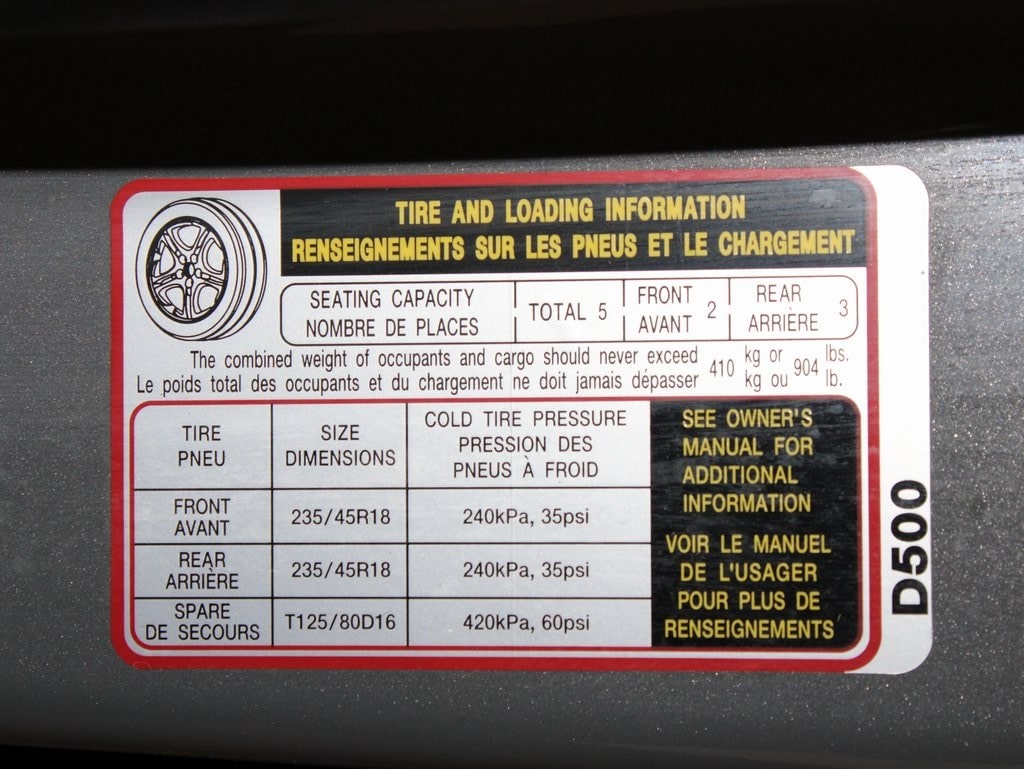 TIRE AND LOADING INFORMATION
RENSEIGNEMENTS SUR LES PNEUS ET LE CHARGEMENT
SEATING CAPACITY
NOMBRE DE PLACES
TOTAL 5
FRONT
AVANT
2
REAR
ARRIÈRE
3
The combined weight of occupants and cargo should never exceed 410 kg or 904 lbs.
Le poids total des occupants et du chargement ne doit jamais dépasser kg ou lb.
TIRE
PNEU
SIZE
DIMENSIONS
COLD TIRE PRESSURE
PRESSION DES
PNEUS À FROID
FRONT
AVANT
235/45R18
240kPa, 35psi
REAR
ARRIÈRE
235/45R18
240kPa, 35psi
SPARE
DE SECOURS
T125/80D16
420kPa, 60psi
SEE OWNER'S
MANUAL FOR
ADDITIONAL
INFORMATION
VOIR LE MANUEL
DE L'USAGER
POUR PLUS DE
RENSEIGNEMENTS
D500